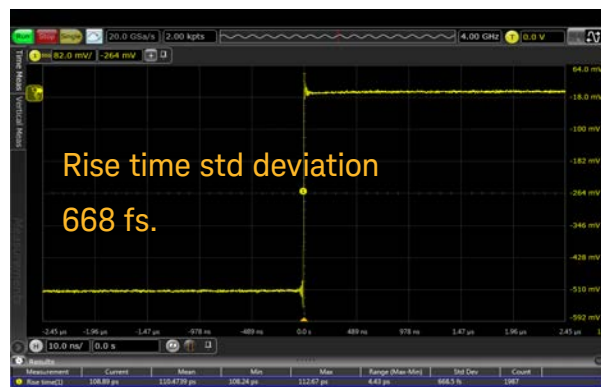 Run Stop Single 20.0 GSa/s 2.00 kpts 4.00 GHz T 0.0 V
1 82.0 mV/ -264 mV
Time Meas
Vertical Meas
Measurements
64.0 mV
-18.0 mV
-100 mV
-182 mV
-264 mV
-346 mV
-428 mV
-510 mV
-592 mV
Rise time std deviation
668 fs.
-2.45 µs -1.96 µs -1.47 µs -978 ns -489 ns 0.0 s 489 ns 978 ns 1.47 µs 1.96 µs 2.45 µs
H 10.0 ns/ 0.0 s
Results
Measurement Current Mean Min Max Range (Max-Min) Std Dev Count
Rise time(1) 108.89 ps 110.4739 ps 108.24 ps 112.67 ps 4.43 ps 668.5 fs 1987